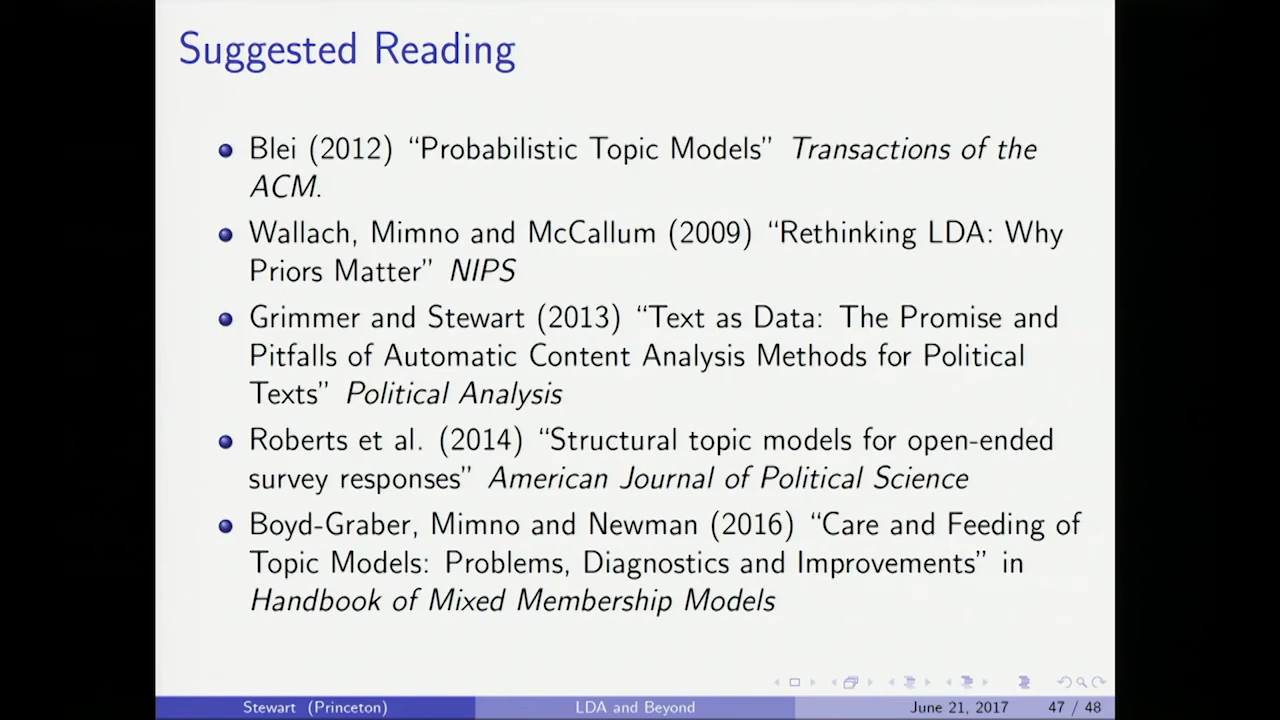 Suggested Reading
Blei (2012) “Probabilistic Topic Models” Transactions of the
ACM.
Wallach, Mimno and McCallum (2009) “Rethinking LDA: Why
Priors Matter” NIPS
Grimmer and Stewart (2013) “Text as Data: The Promise and
Pitfalls of Automatic Content Analysis Methods for Political
Texts” Political Analysis
Roberts et al. (2014) “Structural topic models for open-ended
survey responses” American Journal of Political Science
Boyd-Graber, Mimno and Newman (2016) “Care and Feeding of
Topic Models: Problems, Diagnostics and Improvements” in
Handbook of Mixed Membership Models
Stewart (Princeton) LDA and Beyond June 21, 2017 47 / 48